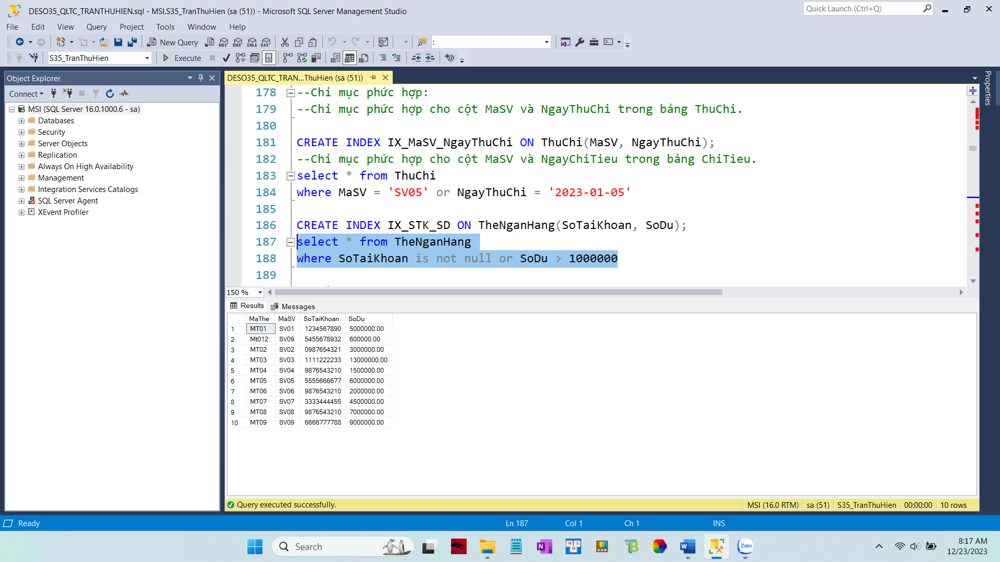 DESO35_QLTC_TRANTHUHIEN.sql - MSI.S35_TranThuHien (sa (51)) - Microsoft SQL Server Management Studio
Quick Launch (Ctrl+Q)
File Edit View Query Project Tools Window Help
New Query
MDX DMX XMLA DAX
:
S35_TranThuHien
Execute
Object Explorer
Connect
MSI (SQL Server 16.0.1000.6 - sa)
Databases
Security
Server Objects
Replication
Always On High Availability
Management
Integration Services Catalogs
SQL Server Agent
XEvent Profiler
DESO35_QLTC_TRAN...ThuHien (sa (51))
Properties
178 --Chỉ mục phức hợp:
179 --Chỉ mục phức hợp cho cột MaSV và NgayThuChi trong bảng ThuChi.
180
181 CREATE INDEX IX_MaSV_NgayThuChi ON ThuChi(MaSV, NgayThuChi);
182 --Chỉ mục phức hợp cho cột MaSV và NgayChiTieu trong bảng ChiTieu.
183 select * from ThuChi
184 where MaSV = 'SV05' or NgayThuChi = '2023-01-05'
185
186 CREATE INDEX IX_STK_SD ON TheNganHang(SoTaiKhoan, SoDu);
187 select * from TheNganHang
188 where SoTaiKhoan is not null or SoDu > 1000000
189
150 %
Results Messages
MaThe MaSV SoTaiKhoan SoDu
1 MT01 SV01 1234567890 5000000.00
2 Mt012 SV09 5455678932 600000.00
3 MT02 SV02 0987654321 3000000.00
4 MT03 SV03 1111222233 13000000.00
5 MT04 SV04 9876543210 1500000.00
6 MT05 SV05 5555666677 6000000.00
7 MT06 SV06 9876543210 2000000.00
8 MT07 SV07 3333444455 4500000.00
9 MT08 SV08 9876543210 7000000.00
10 MT09 SV09 6666777788 9000000.00
Query executed successfully.
MSI (16.0 RTM) sa (51) S35_TranThuHien 00:00:00 10 rows
Ready
Ln 187 Col 1 Ch 1 INS
Search
Zalo
8:17 AM
12/23/2023